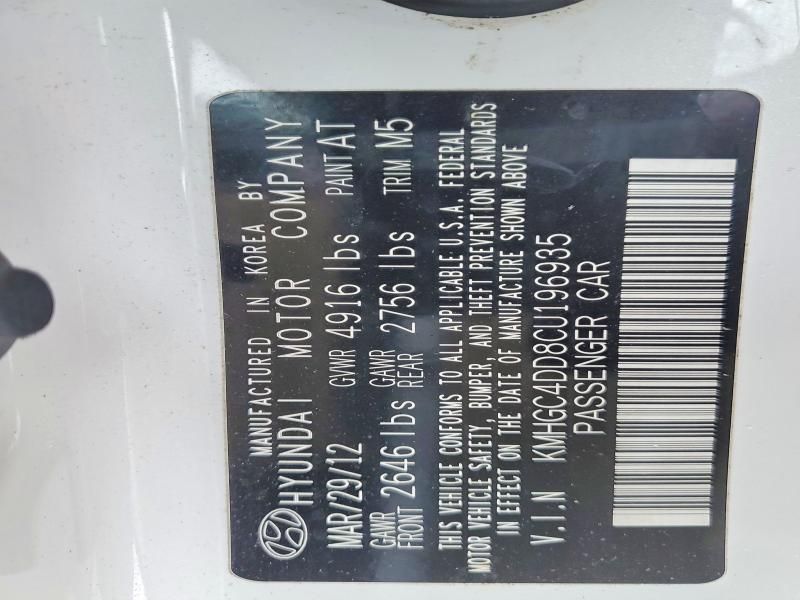 MANUFACTURED IN KOREA BY
HYUNDAI MOTOR COMPANY
MAR/29/12 GVWR 4916 lbs PAINT AT
GAWR FRONT 2646 lbs GAWR REAR 2756 lbs TRIM M5
THIS VEHICLE CONFORMS TO ALL APPLICABLE U.S.A. FEDERAL
MOTOR VEHICLE SAFETY, BUMPER, AND THEFT PREVENTION STANDARDS
IN EFFECT ON THE DATE OF MANUFACTURE SHOWN ABOVE
V.I.N KMHGC4DD8CU196935
PASSENGER CAR